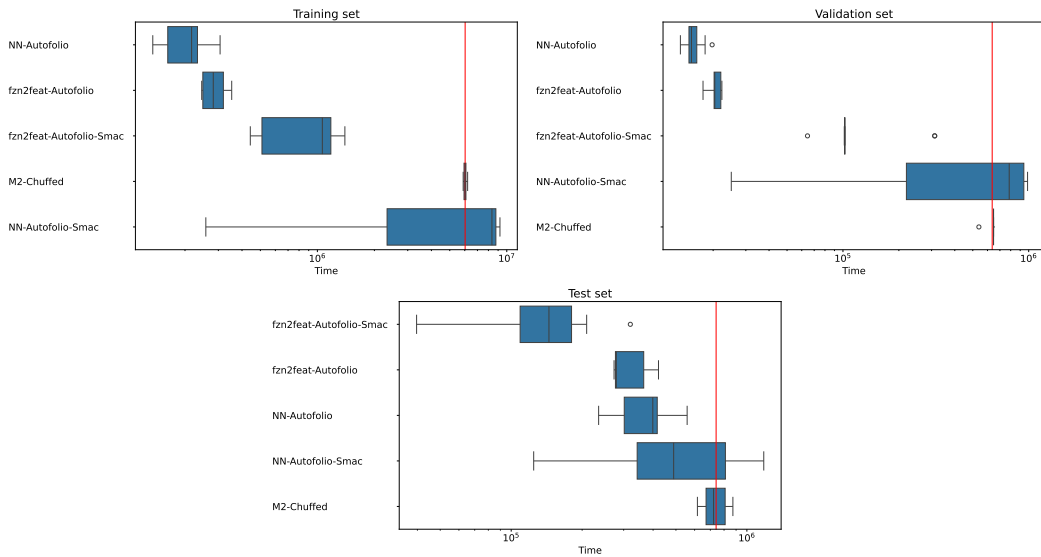 Training set
NN-Autofolio
fzn2feat-Autofolio
fzn2feat-Autofolio-Smac
M2-Chuffed
NN-Autofolio-Smac
10⁶
10⁷
Time
Validation set
NN-Autofolio
fzn2feat-Autofolio
fzn2feat-Autofolio-Smac
NN-Autofolio-Smac
M2-Chuffed
10⁵
10⁶
Time
Test set
fzn2feat-Autofolio-Smac
fzn2feat-Autofolio
NN-Autofolio
NN-Autofolio-Smac
M2-Chuffed
10⁵
10⁶
Time